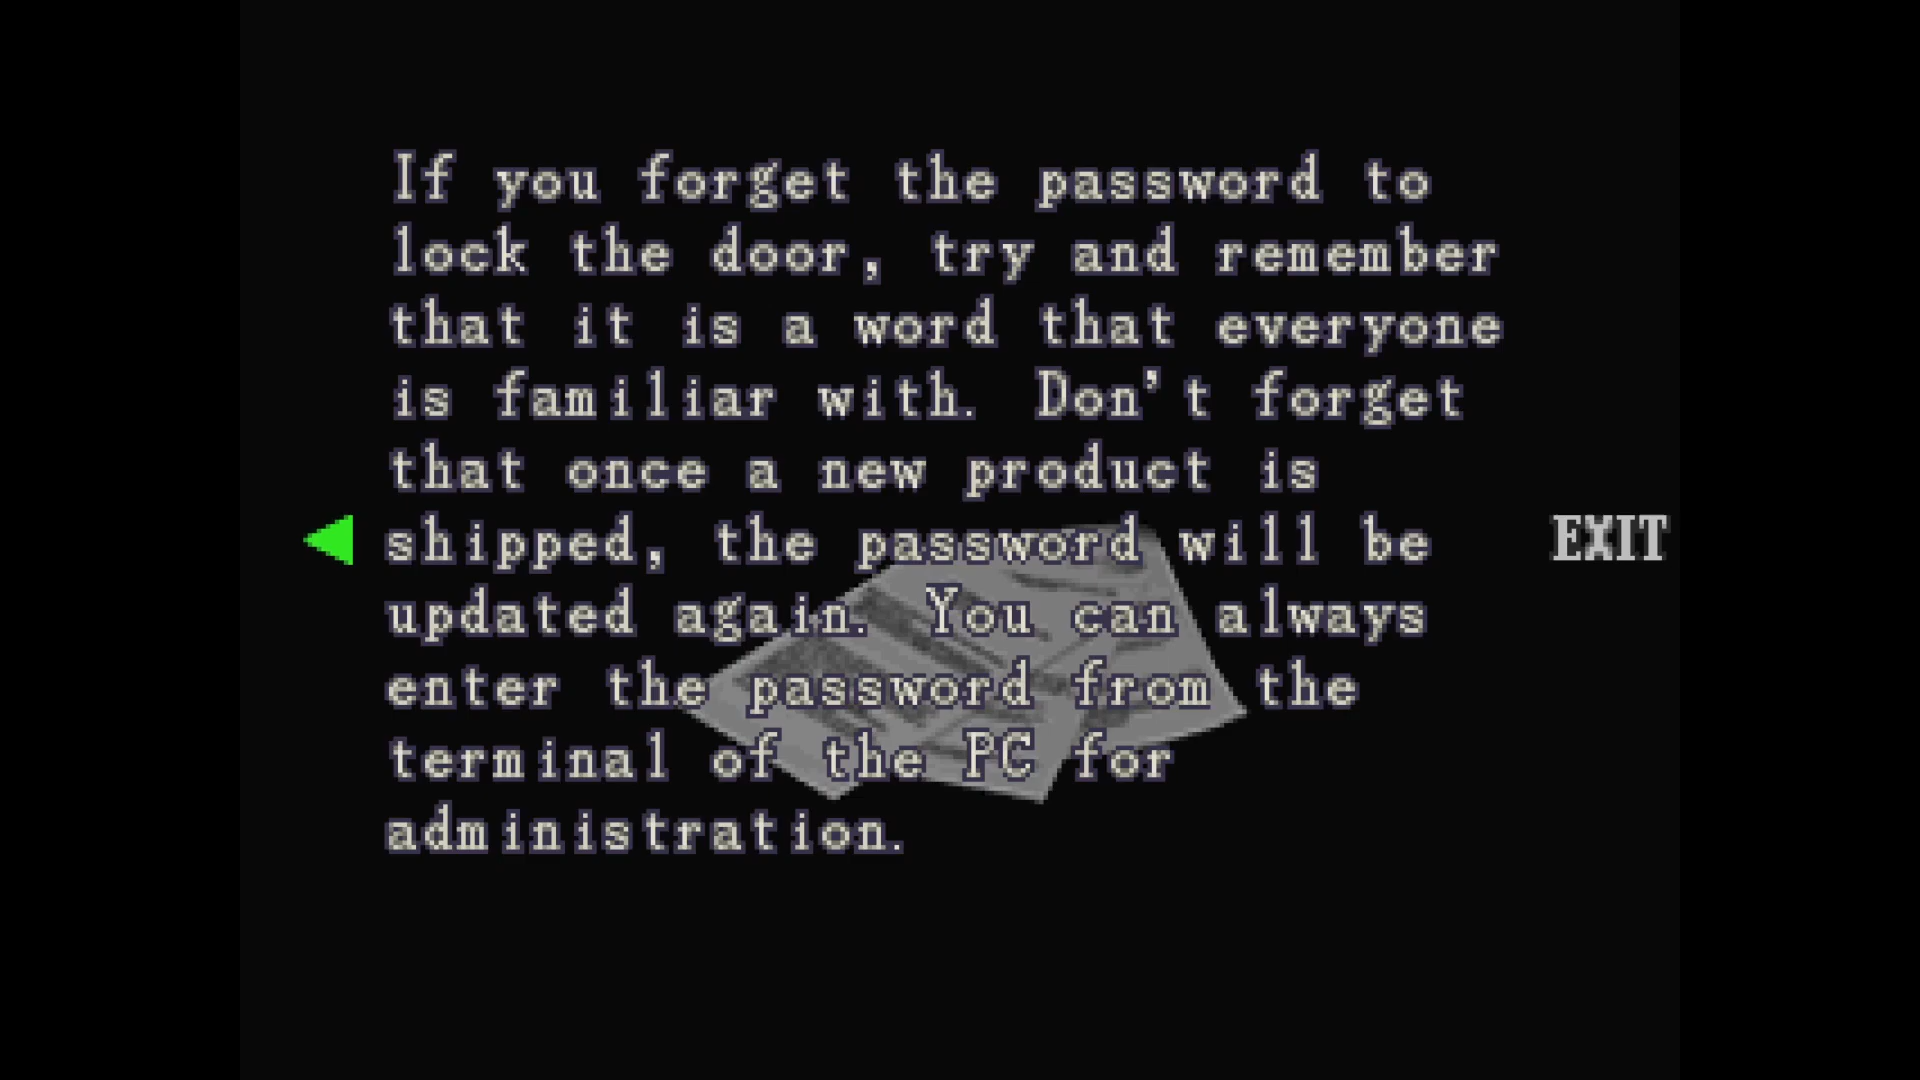 If you forget the password to
lock the door, try and remember
that it is a word that everyone
is familiar with. Don't forget
that once a new product is
shipped, the password will be
updated again. You can always
enter the password from the
terminal of the PC for
administration.
EXIT